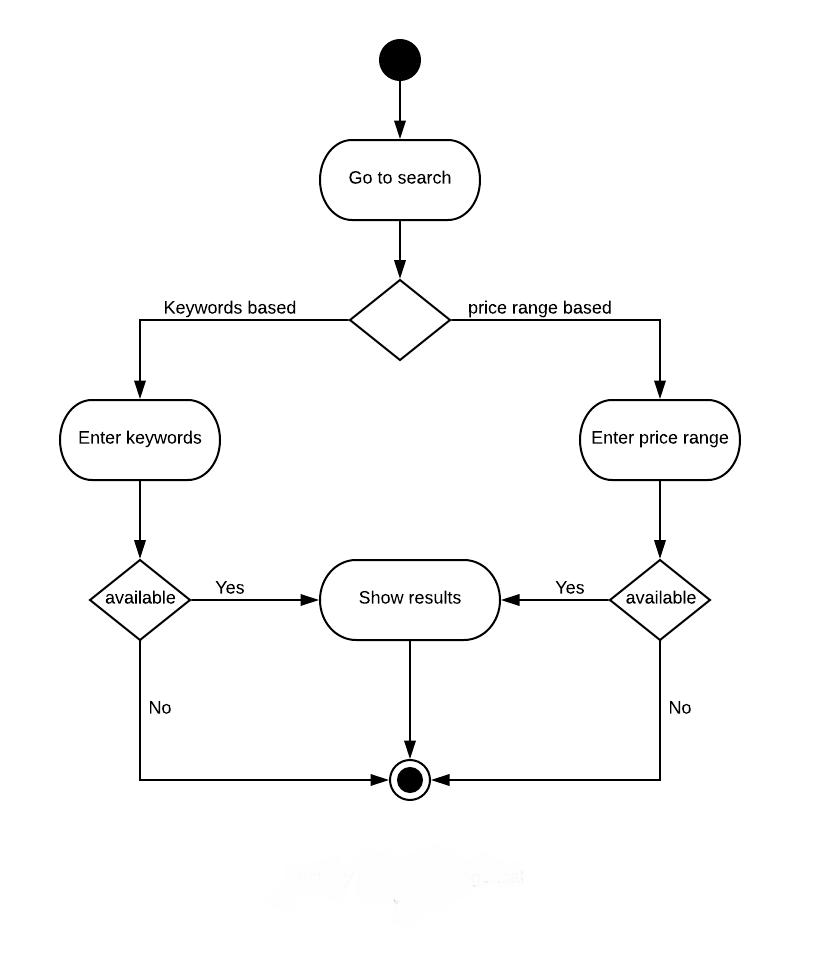 Go to search
Keywords based
price range based
Enter keywords
Enter price range
available
Yes
Show results
Yes
available
No
No